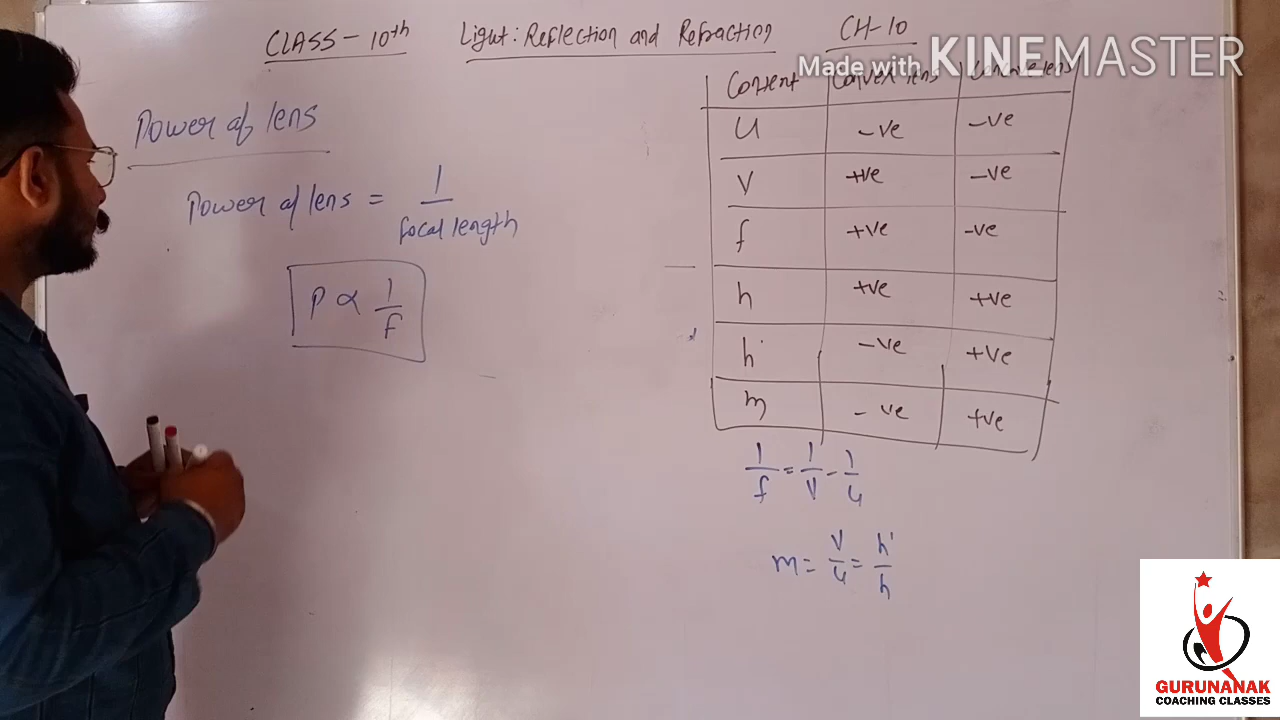 CLASS - 10th Light: Reflection and Refraction CH-10
Made with KINEMASTER
Power of lens
Power of lens = 1 / focal length
P ∝ 1 / f
Convex lens
u -ve -ve
v +ve -ve
f +ve -ve
h +ve +ve
h' -ve +ve
m - ve +ve
1/f = 1/v - 1/u
m = v/u = h'/h
GURUNANAK
COACHING CLASSES